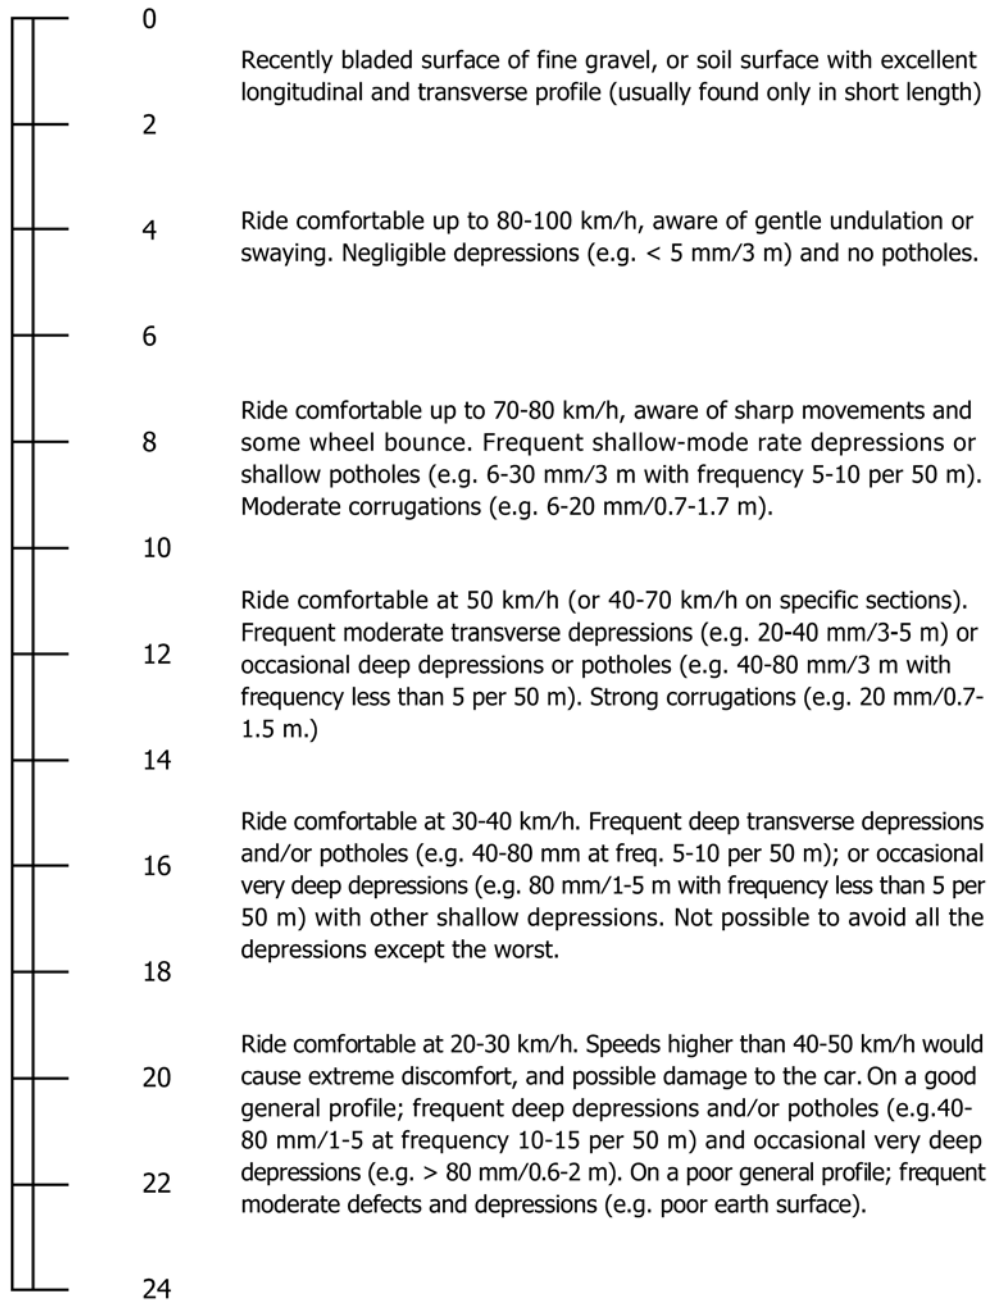 0
Recently bladed surface of fine gravel, or soil surface with excellent
longitudinal and transverse profile (usually found only in short length)
2
Ride comfortable up to 80-100 km/h, aware of gentle undulation or
4
swaying. Negligible depressions (e.g. < 5 mm/3 m) and no potholes.
6
Ride comfortable up to 70-80 km/h, aware of sharp movements and
8
some wheel bounce. Frequent shallow-mode rate depressions or
shallow potholes (e.g. 6-30 mm/3 m with frequency 5-10 per 50 m).
Moderate corrugations (e.g. 6-20 mm/0.7-1.7 m).
10
Ride comfortable at 50 km/h (or 40-70 km/h on specific sections).
Frequent moderate transverse depressions (e.g. 20-40 mm/3-5 m) or
12
occasional deep depressions or potholes (e.g. 40-80 mm/3 m with
frequency less than 5 per 50 m). Strong corrugations (e.g. 20 mm/0.7-
1.5 m.)
14
Ride comfortable at 30-40 km/h. Frequent deep transverse depressions
16
and/or potholes (e.g. 40-80 mm at freq. 5-10 per 50 m); or occasional
very deep depressions (e.g. 80 mm/1-5 m with frequency less than 5 per
50 m) with other shallow depressions. Not possible to avoid all the
depressions except the worst.
18
Ride comfortable at 20-30 km/h. Speeds higher than 40-50 km/h would
20
cause extreme discomfort, and possible damage to the car. On a good
general profile; frequent deep depressions and/or potholes (e.g.40-
80 mm/1-5 at frequency 10-15 per 50 m) and occasional very deep
depressions (e.g. > 80 mm/0.6-2 m). On a poor general profile; frequent
22
moderate defects and depressions (e.g. poor earth surface).
24